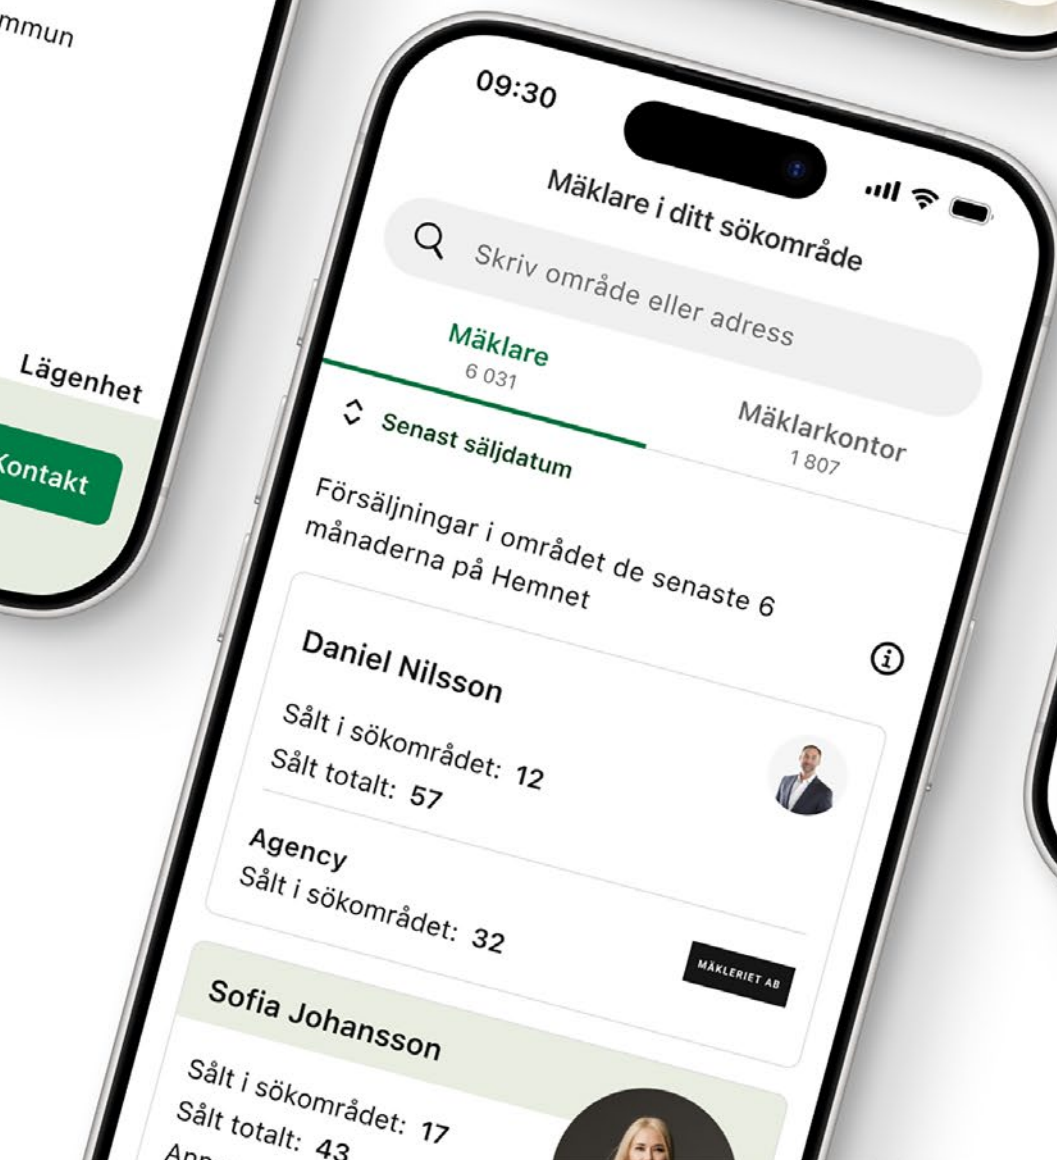 mmun
Lägenhet
Kontakt
09:30
Mäklare i ditt sökområde
Skriv område eller adress
Mäklare
6 031
Mäklarkontor
1 807
Senast säljdatum
Försäljningar i området de senaste 6
månaderna på Hemnet
Daniel Nilsson
Sålt i sökområdet: 12
Sålt totalt: 57
Agency
Sålt i sökområdet: 32
MÄKLERIET AB
Sofia Johansson
Sålt i sökområdet: 17
Sålt totalt: 43